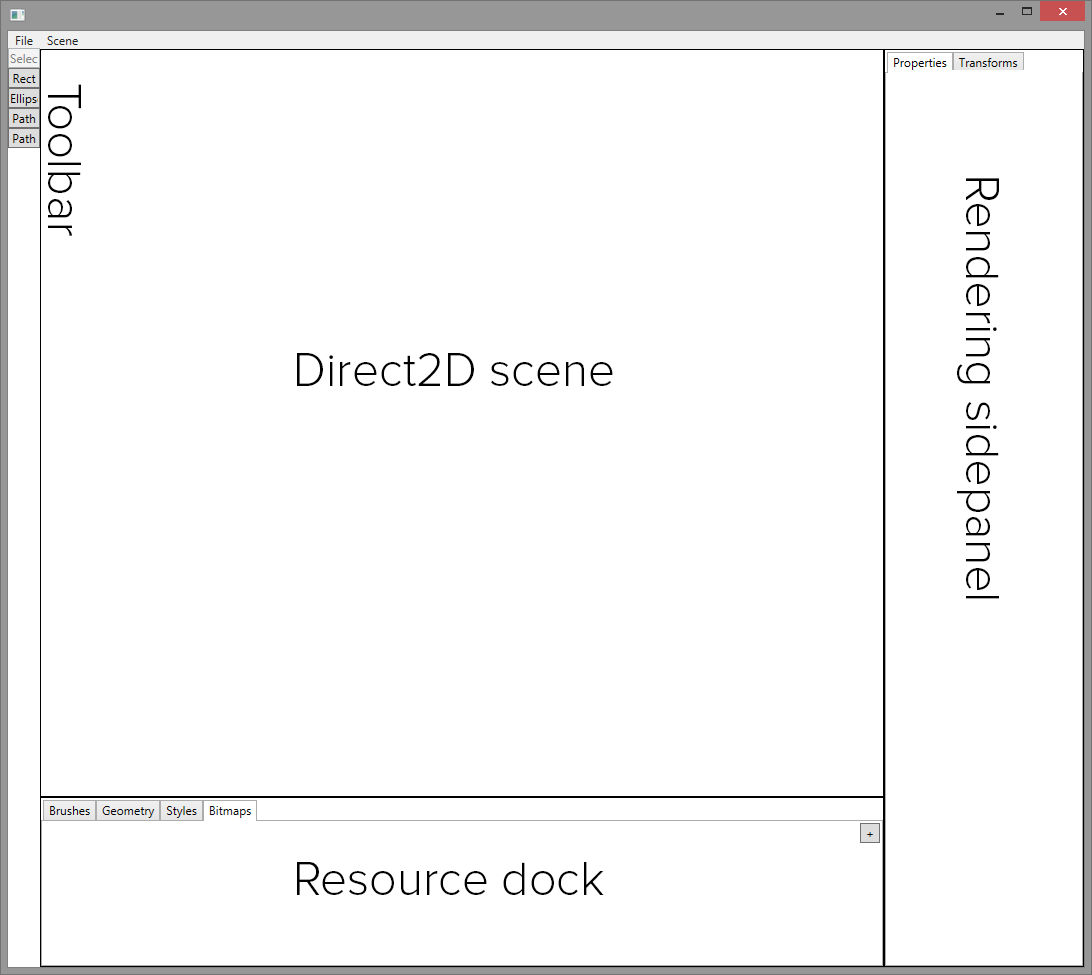 File Scene
Selec
Rect
Ellips
Path
Path
Toolbar
Direct2D scene
Properties Transforms
Rendering sidepanel
Brushes Geometry Styles Bitmaps
+
Resource dock